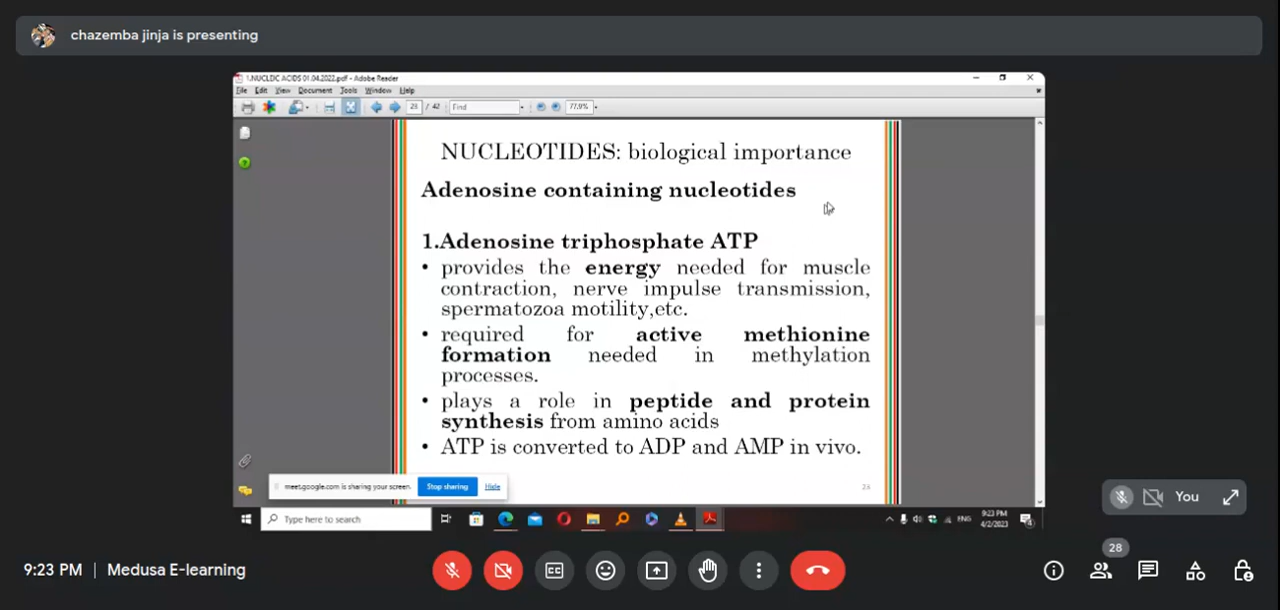 chazemba jinja is presenting
1.NUCLDC ACIDS 01.04.2022.pdf - Adobe Reader
File Edit View Document Tools Window Help
23 / 42 Find 77.9%
NUCLEOTIDES: biological importance
Adenosine containing nucleotides
1.Adenosine triphosphate ATP
• provides the energy needed for muscle
contraction, nerve impulse transmission,
spermatozoa motility,etc.
• required for active methionine
formation needed in methylation
processes.
• plays a role in peptide and protein
synthesis from amino acids
• ATP is converted to ADP and AMP in vivo.
23
meet.google.com is sharing your screen. Stop sharing Hide
You
Type here to search
ENG
9:23 PM
4/2/2023
28
9:23 PM | Medusa E-learning
CC